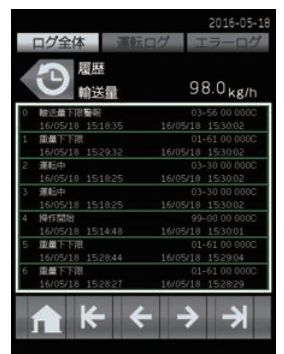 2016-05-18
ログ全体 運転ログ エラーログ
履歴
輸送量 98.0 kg/h
0 輸送量下限警報 03-56 00 000C
16/05/18 15:18:35 16/05/18 15:30:02
1 重量下下限 01-61 00 000C
16/05/18 15:29:32 16/05/18 15:30:02
2 運転中 03-30 00 000C
16/05/18 15:18:25 16/05/18 15:30:02
3 運転中 03-30 00 000C
16/05/18 15:18:25 16/05/18 15:30:02
4 操作開始 99-00 00 000C
16/05/18 15:14:48 16/05/18 15:30:01
5 重量下下限 01-61 00 000C
16/05/18 15:28:44 16/05/18 15:29:04
6 重量下下限 01-61 00 000C
16/05/18 15:28:27 16/05/18 15:28:29